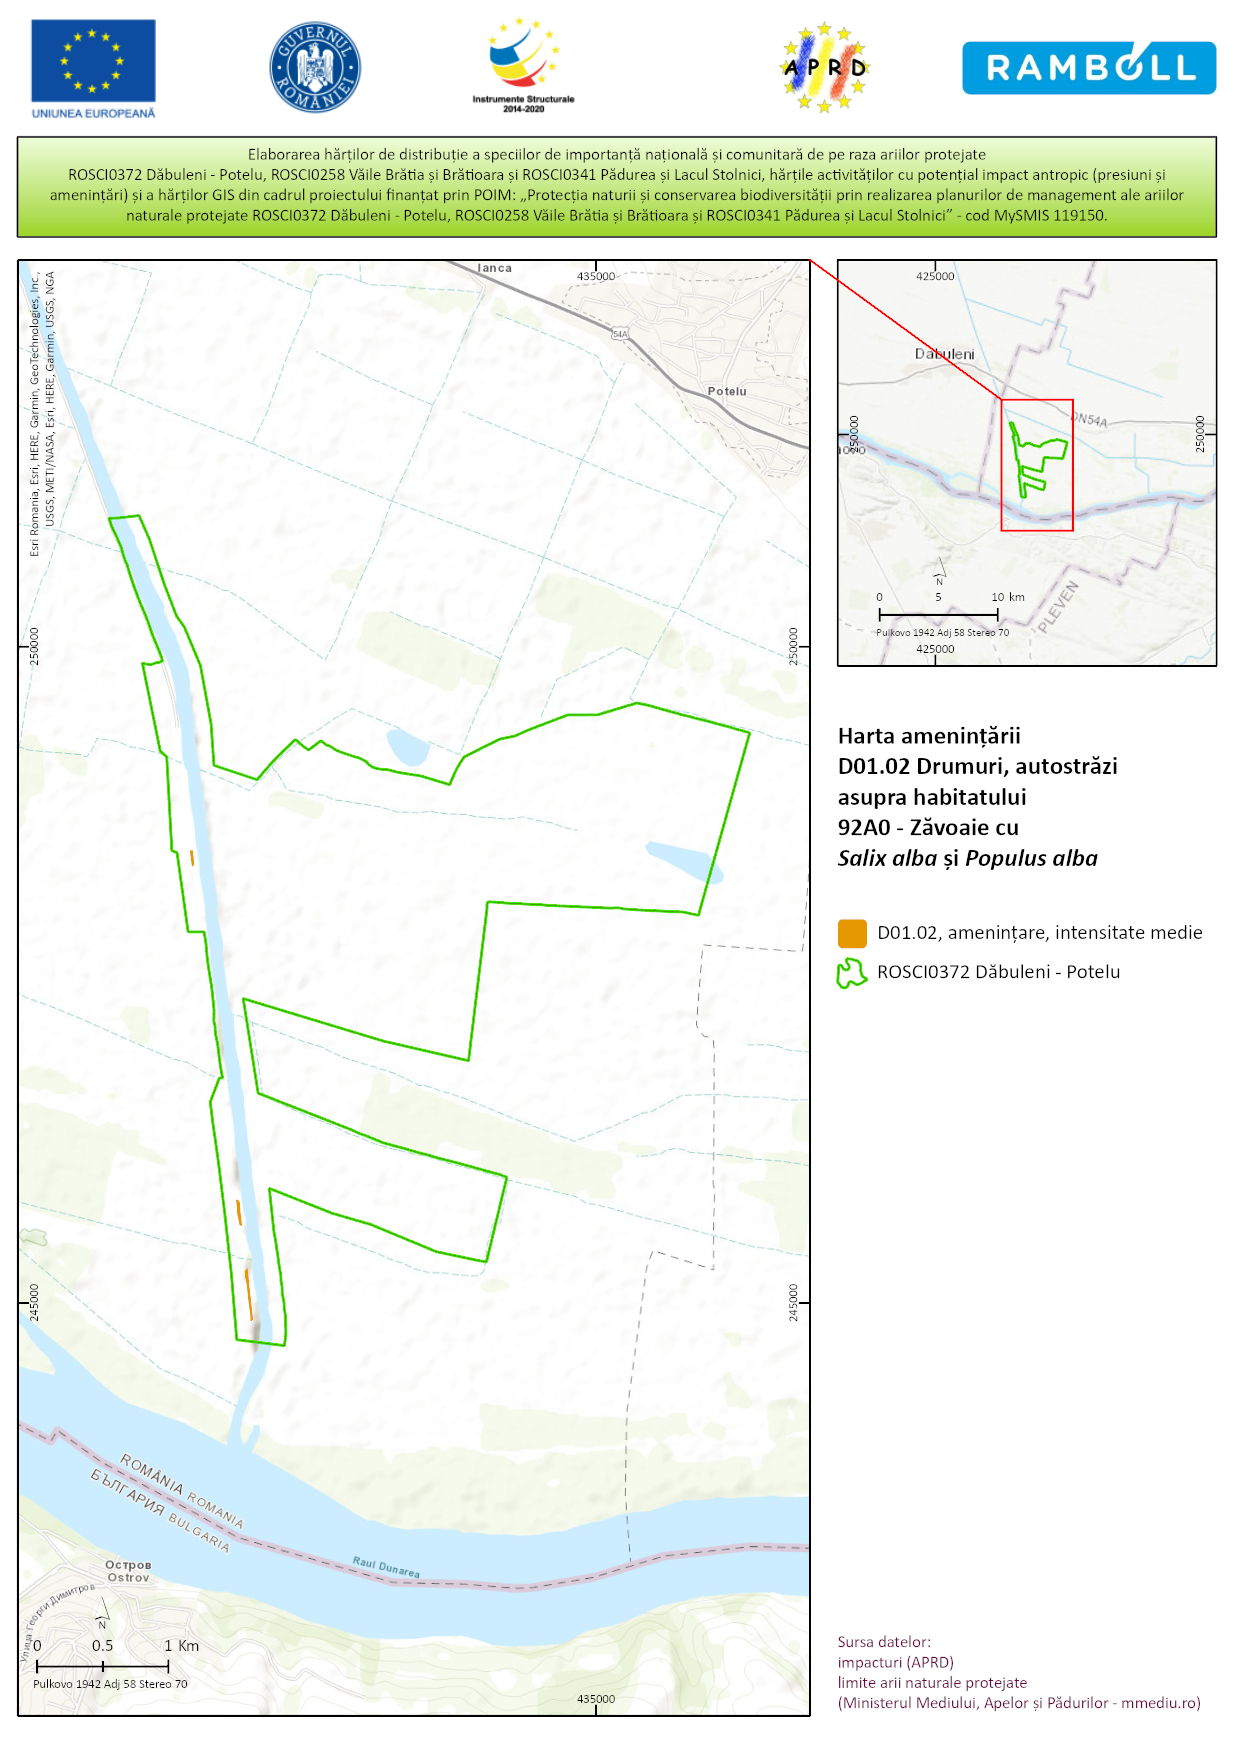 UNIUNEA EUROPEANĂ
GUVERNUL ROMÂNIEI
Instrumente Structurale
2014-2020
APRD
RAMBOLL
Elaborarea hărților de distribuție a speciilor de importanță națională și comunitară de pe raza ariilor protejate
ROSCI0372 Dăbuleni - Potelu, ROSCI0258 Văile Brătia și Brătioara și ROSCI0341 Pădurea și Lacul Stolnici, hărțile activităților cu potențial impact antropic (presiuni și
amenințări) și a hărților GIS din cadrul proiectului finanțat prin POIM: „Protecția naturii si conservarea biodiversității prin realizarea planurilor de management ale ariilor
naturale protejate ROSCI0372 Dăbuleni - Potelu, ROSCI0258 Văile Brătia și Brătioara și ROSCI0341 Pădurea și Lacul Stolnici” - cod MySMIS 119150.
Esri Romania, Esri, HERE, Garmin, GeoTechnologies, Inc.,
USGS, METI/NASA, Esri, HERE, Garmin, USGS, NGA
Ianca
435000
54A
Potelu
250000
250000
245000
245000
ROMÂNIA ROMANIA
БЪЛГАРИЯ BULGARIA
Raul Dunarea
Остров
Ostrov
Улица Георги Димитров
N
0 0.5 1 Km
Pulkovo 1942 Adj 58 Stereo 70
435000
425000
Dabuleni
DN54A
250000
250000
N
0 5 10 km
Pulkovo 1942 Adj 58 Stereo 70
PLEVEN
425000
Harta amenințării
D01.02 Drumuri, autostrăzi
asupra habitatului
92A0 - Zăvoaie cu
Salix alba și Populus alba
D01.02, amenințare, intensitate medie
ROSCI0372 Dăbuleni - Potelu
Sursa datelor:
impacturi (APRD)
limite arii naturale protejate
(Ministerul Mediului, Apelor și Pădurilor - mmediu.ro)